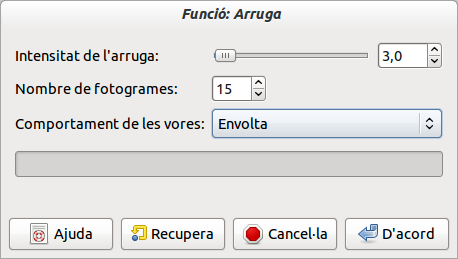 Funció: Arruga
Intensitat de l'arruga: 3,0
Nombre de fotogrames: 15
Comportament de les vores: Envolta
Ajuda Recupera Cancel·la D'acord